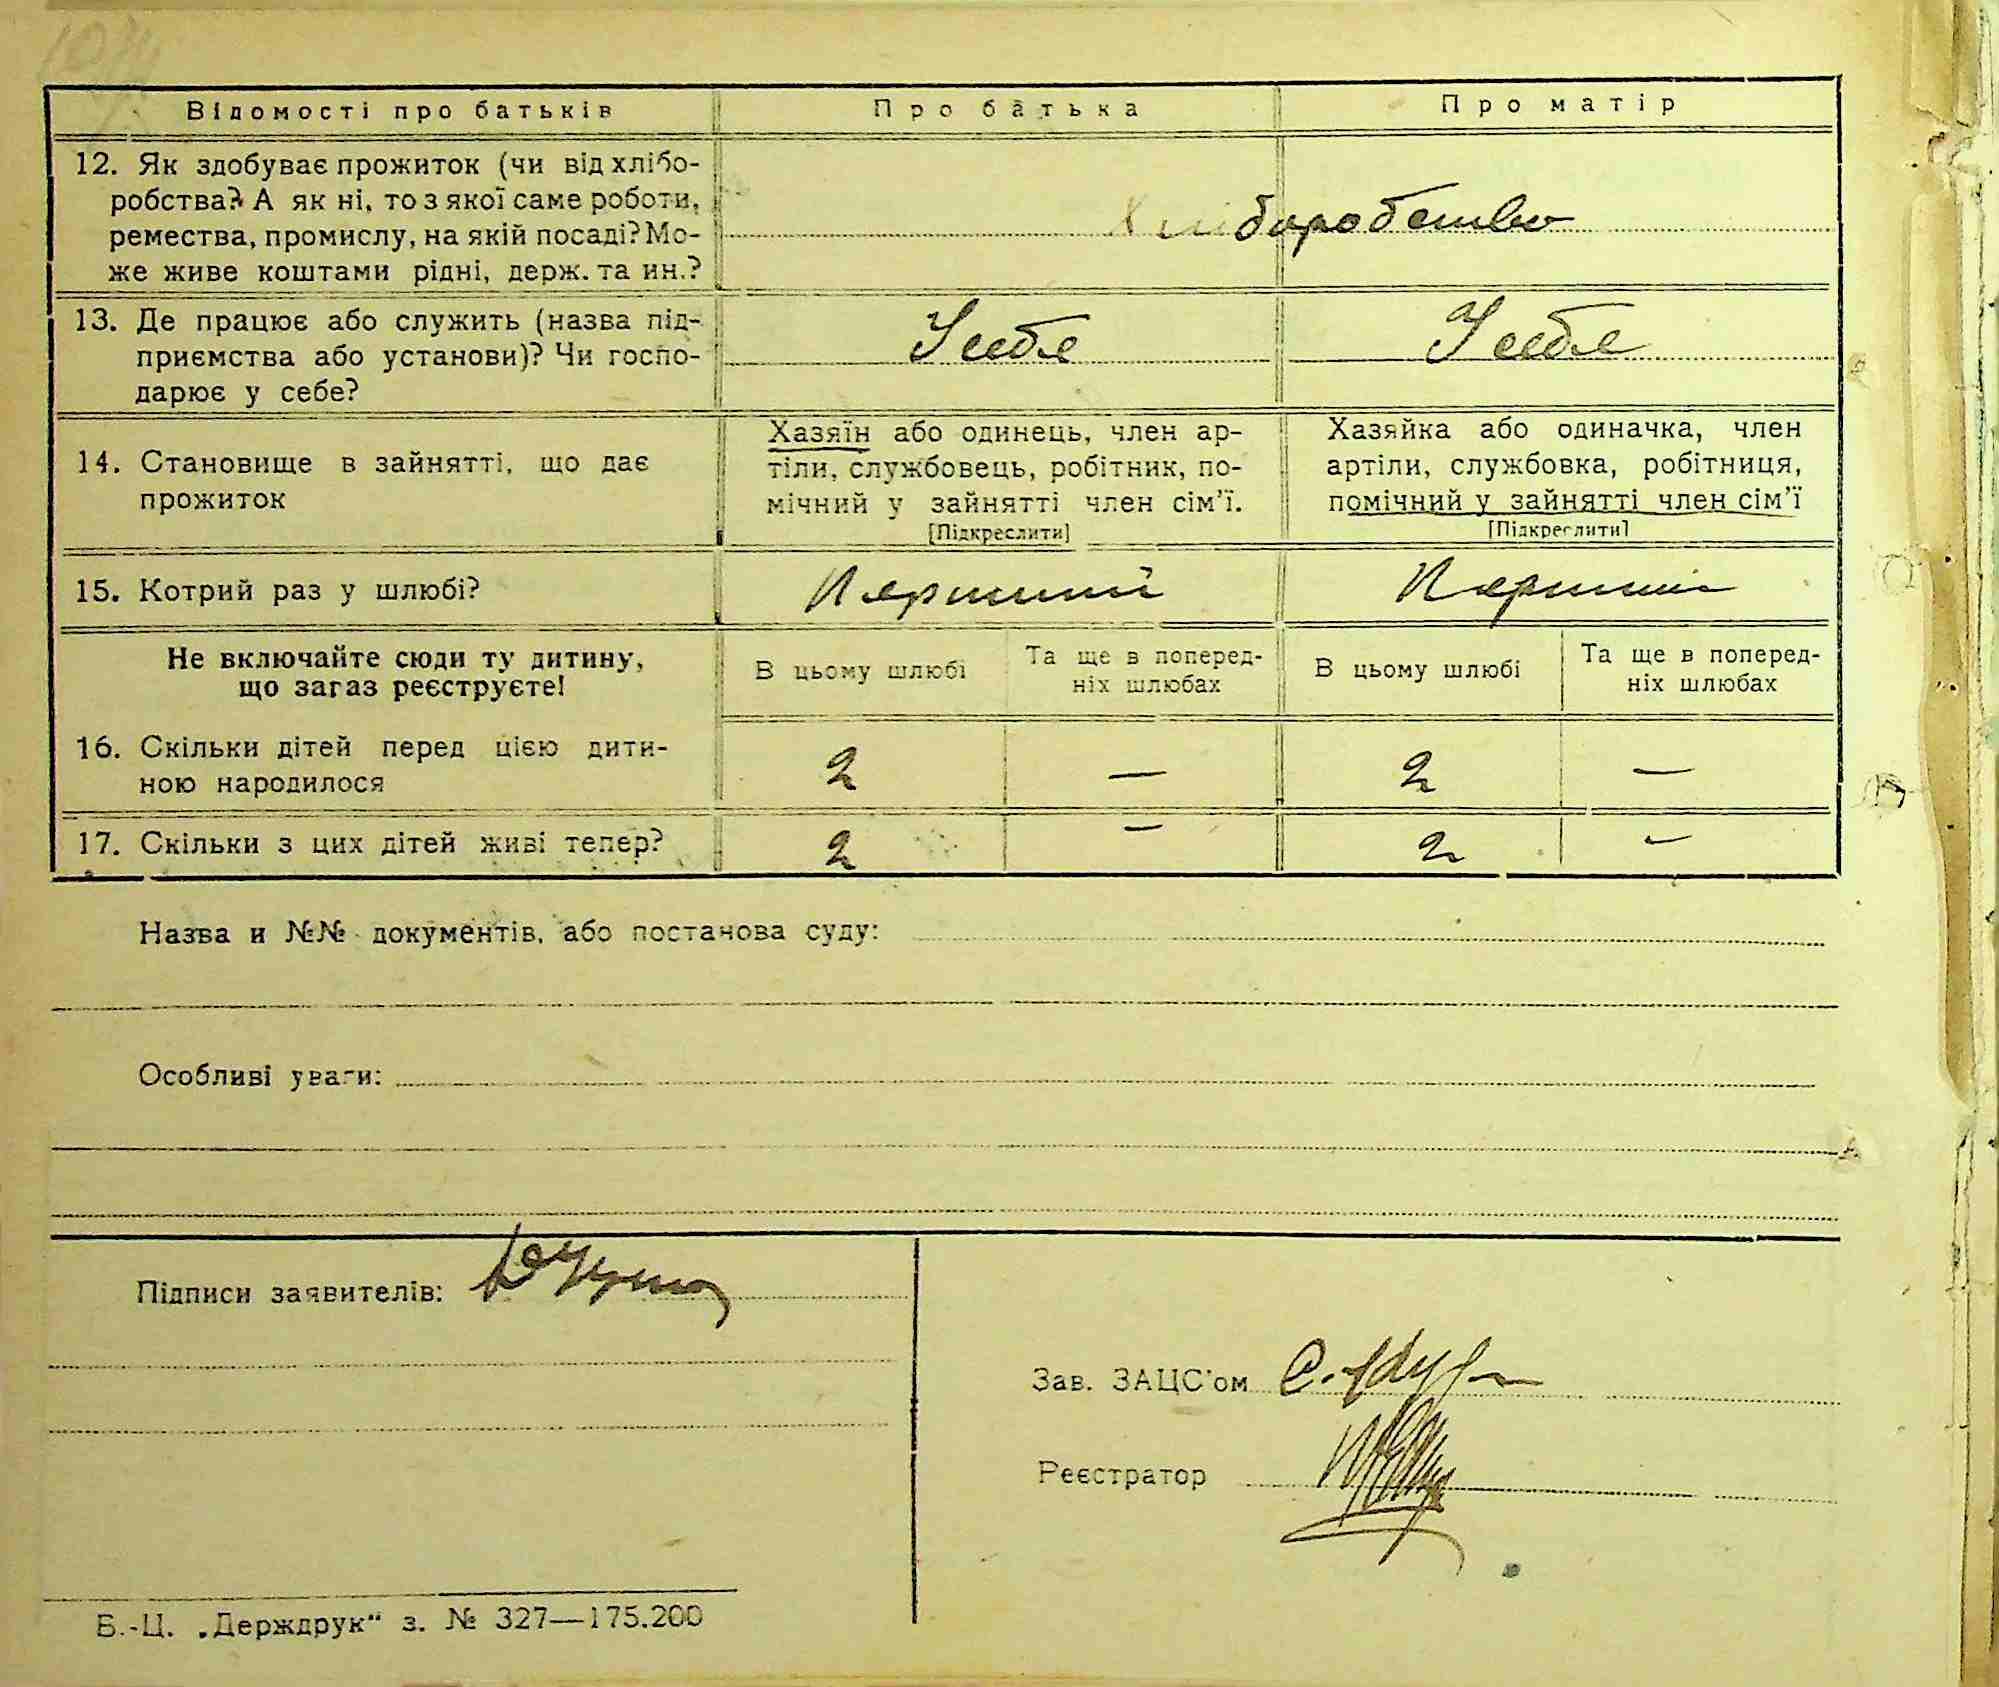 Відомості про батьків
Про батька
Про матір
12. Як здобуває прожиток (чи від хлібо-
робства? А як ні, то з якої саме роботи,
ремества, промислу, на якій посаді? Мо-
же живе коштами рідні, держ. та ин.?
Хліборобство
13. Де працює або служить (назва під-
приємства або установи)? Чи госпо-
дарює у себе?
У себе
У себе
14. Становище в зайнятті, що дає
прожиток
Хазяїн або одинець, член ар-
тіли, службовець, робітник, по-
мічний у зайнятті член сім'ї.
[Підкреслити]
Хазяйка або одиначка, член
артіли, службовка, робітниця,
помічний у зайнятті член сім'ї
[Підкреслити]
15. Котрий раз у шлюбі?
Перший
Перший
Не включайте сюди ту дитину,
що зараз реєструєте!
В цьому шлюбі
Та ще в поперед-
ніх шлюбах
В цьому шлюбі
Та ще в поперед-
ніх шлюбах
16. Скільки дітей перед цією дити-
ною народилося
2
—
2
—
17. Скільки з цих дітей живі тепер?
2
—
2
—
Назва и №№ документів, або постанова суду:
Особливі уваги:
Підписи заявителів:
Зав. ЗАЦС'ом
Реєстратор
Б.-Ц. „Держдрук“ з. № 327—175.200